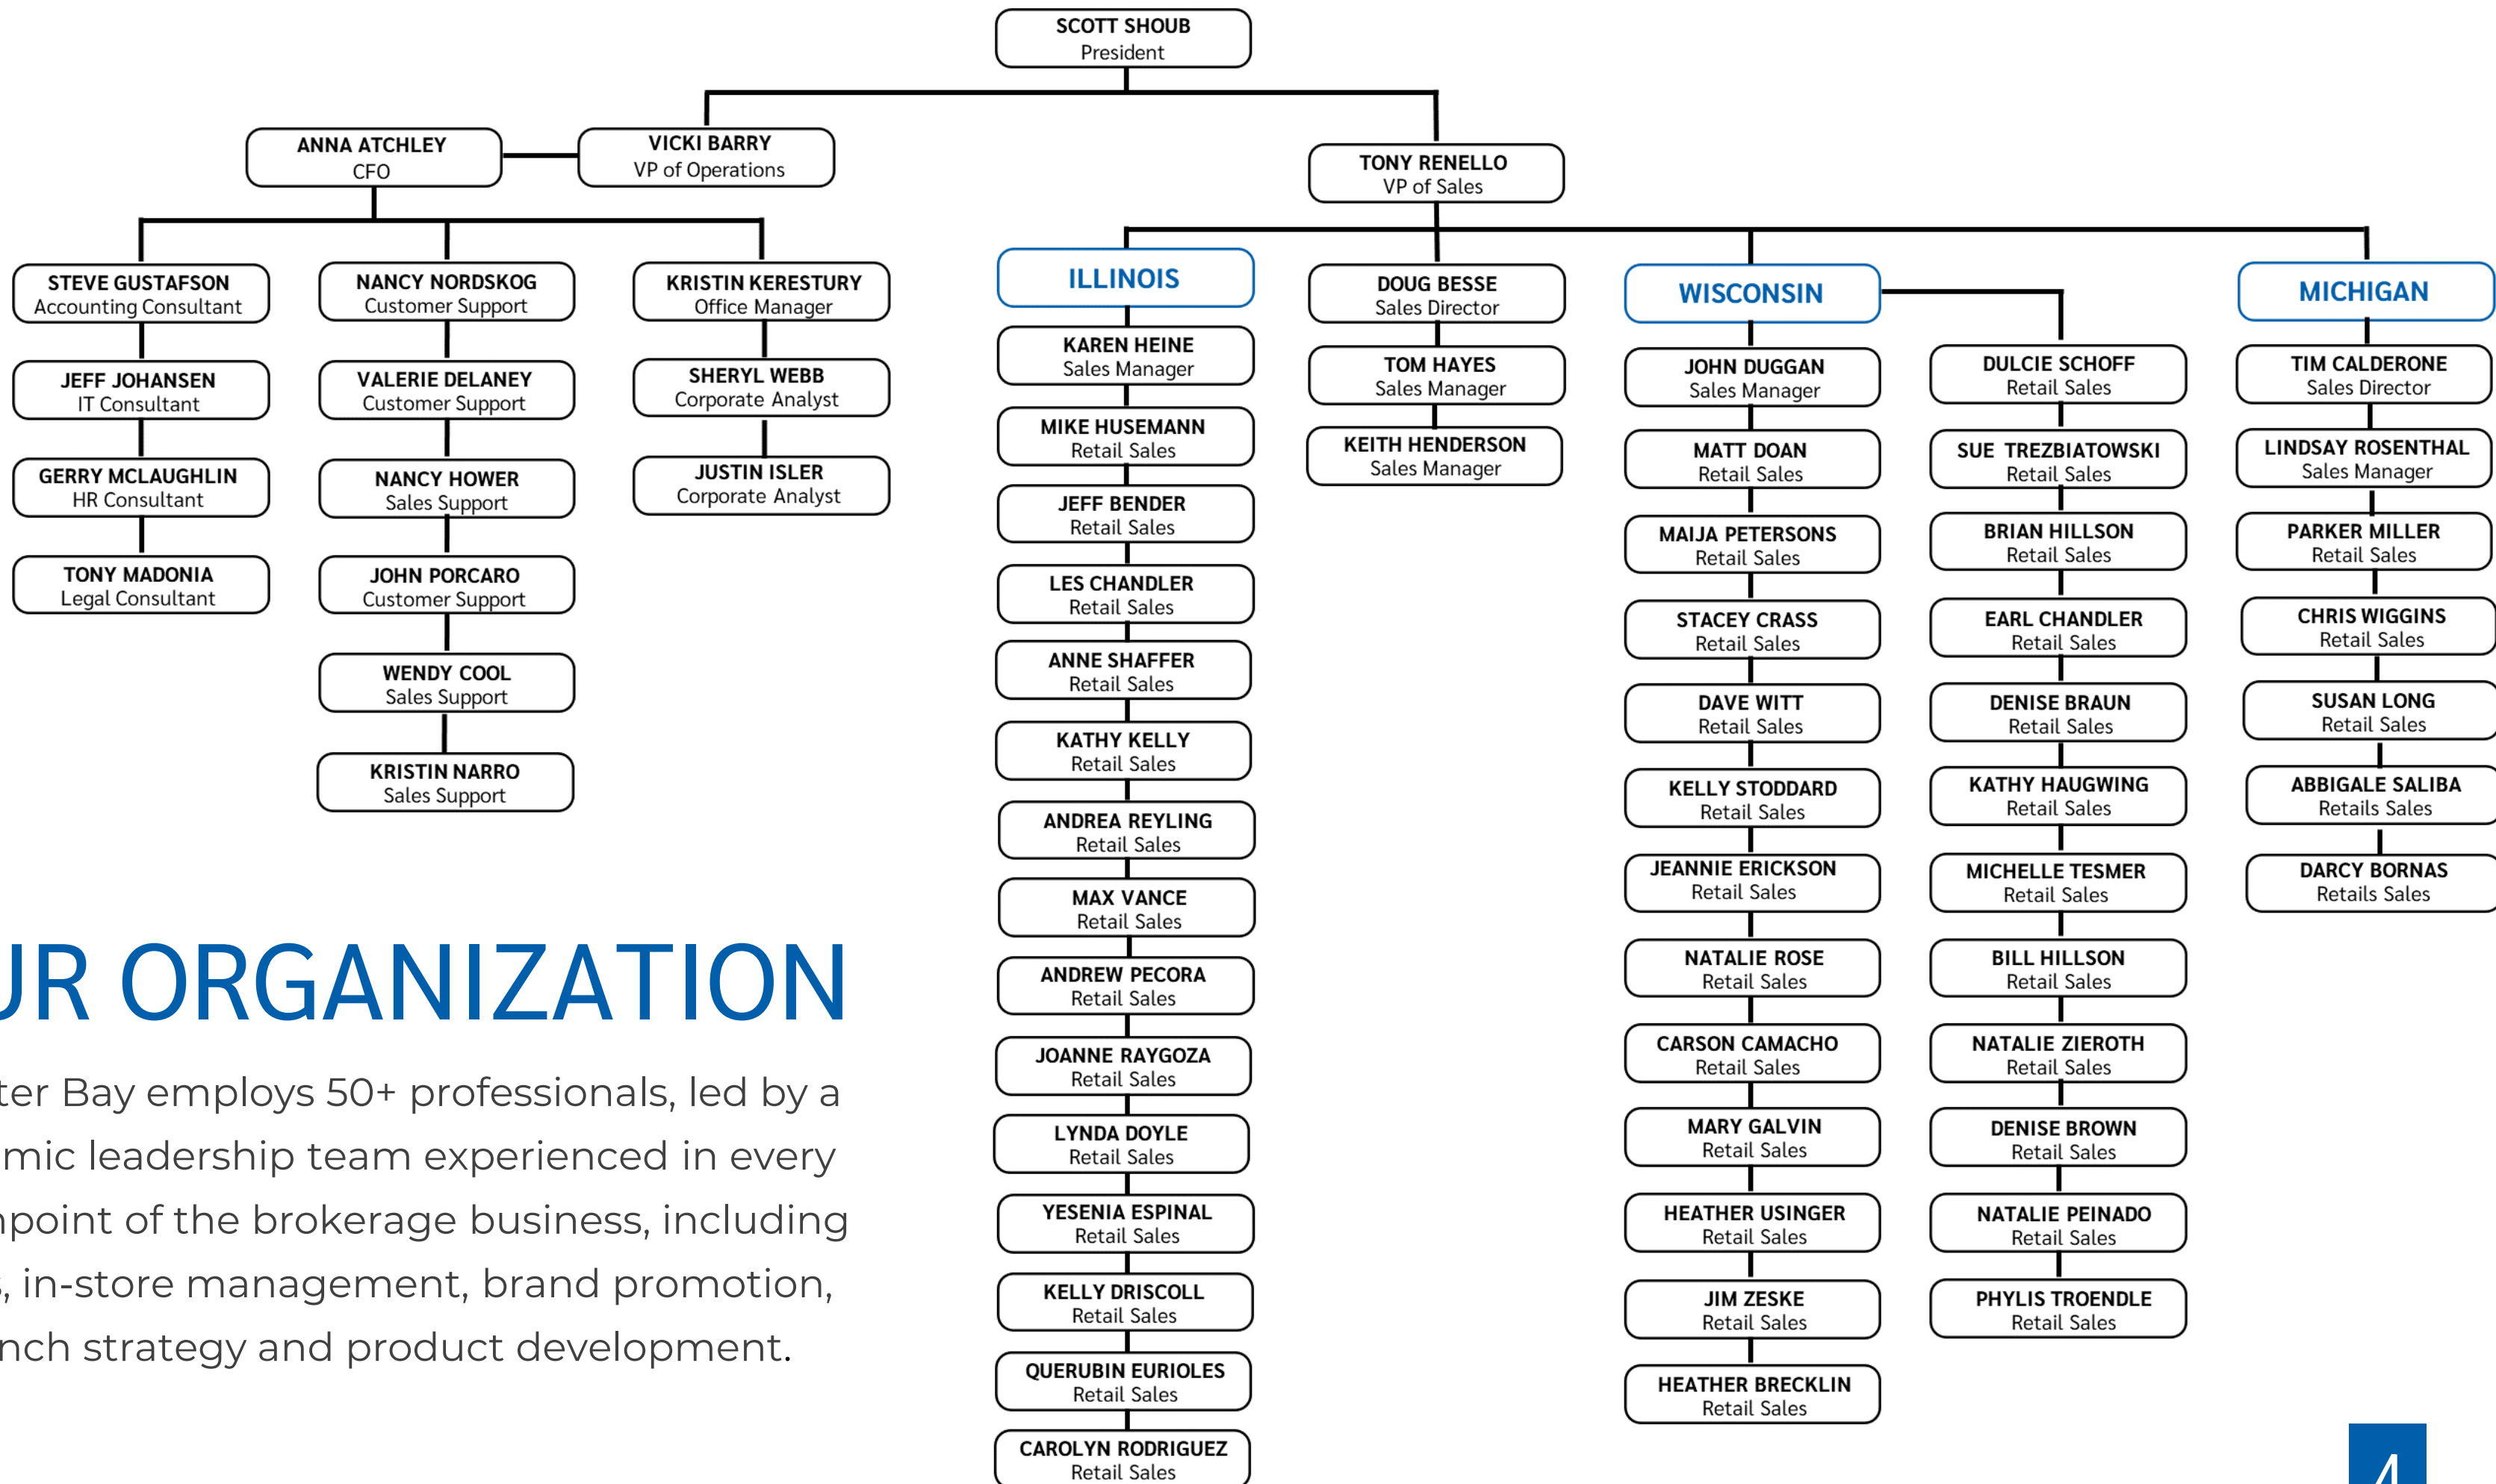 SCOTT SHOUB
President
ANNA ATCHLEY
CFO
VICKI BARRY
VP of Operations
TONY RENELLO
VP of Sales
STEVE GUSTAFSON
Accounting Consultant
JEFF JOHANSEN
IT Consultant
GERRY MCLAUGHLIN
HR Consultant
TONY MADONIA
Legal Consultant
NANCY NORDSKOG
Customer Support
VALERIE DELANEY
Customer Support
NANCY HOWER
Sales Support
JOHN PORCARO
Customer Support
WENDY COOL
Sales Support
KRISTIN NARRO
Sales Support
KRISTIN KERESTURY
Office Manager
SHERYL WEBB
Corporate Analyst
JUSTIN ISLER
Corporate Analyst
ILLINOIS
KAREN HEINE
Sales Manager
MIKE HUSEMANN
Retail Sales
JEFF BENDER
Retail Sales
LES CHANDLER
Retail Sales
ANNE SHAFFER
Retail Sales
KATHY KELLY
Retail Sales
ANDREA REYLING
Retail Sales
MAX VANCE
Retail Sales
ANDREW PECORA
Retail Sales
JOANNE RAYGOZA
Retail Sales
LYNDA DOYLE
Retail Sales
YESENIA ESPINAL
Retail Sales
KELLY DRISCOLL
Retail Sales
QUERUBIN EURIOLES
Retail Sales
CAROLYN RODRIGUEZ
Retail Sales
DOUG BESSE
Sales Director
TOM HAYES
Sales Manager
KEITH HENDERSON
Sales Manager
WISCONSIN
JOHN DUGGAN
Sales Manager
MATT DOAN
Retail Sales
MAIJA PETERSONS
Retail Sales
STACEY CRASS
Retail Sales
DAVE WITT
Retail Sales
KELLY STODDARD
Retail Sales
JEANNIE ERICKSON
Retail Sales
NATALIE ROSE
Retail Sales
CARSON CAMACHO
Retail Sales
MARY GALVIN
Retail Sales
HEATHER USINGER
Retail Sales
JIM ZESKE
Retail Sales
HEATHER BRECKLIN
Retail Sales
DULCIE SCHOFF
Retail Sales
SUE TREZBIATOWSKI
Retail Sales
BRIAN HILLSON
Retail Sales
EARL CHANDLER
Retail Sales
DENISE BRAUN
Retail Sales
KATHY HAUGWING
Retail Sales
MICHELLE TESMER
Retail Sales
BILL HILLSON
Retail Sales
NATALIE ZIEROTH
Retail Sales
DENISE BROWN
Retail Sales
NATALIE PEINADO
Retail Sales
PHYLIS TROENDLE
Retail Sales
MICHIGAN
TIM CALDERONE
Sales Director
LINDSAY ROSENTHAL
Sales Manager
PARKER MILLER
Retail Sales
CHRIS WIGGINS
Retail Sales
SUSAN LONG
Retail Sales
ABBIGALE SALIBA
Retails Sales
DARCY BORNAS
Retails Sales
UR ORGANIZATION
ter Bay employs 50+ professionals, led by a
mic leadership team experienced in every
hpoint of the brokerage business, including
s, in-store management, brand promotion,
nch strategy and product development.
4